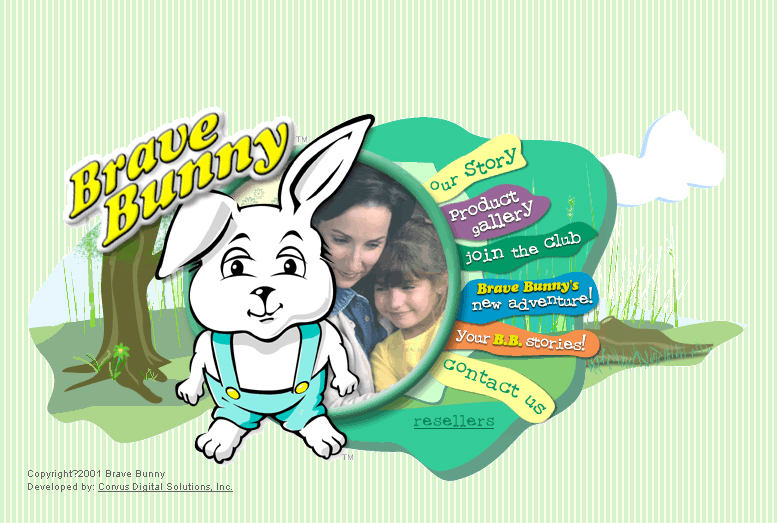 Brave
Bunny
TM
our Story
Product
gallery
join the Club
Brave Bunny's
new adventure!
Your B.B. stories!
contact us
resellers
TM
Copyright?2001 Brave Bunny
Developed by: Corvus Digital Solutions, Inc.